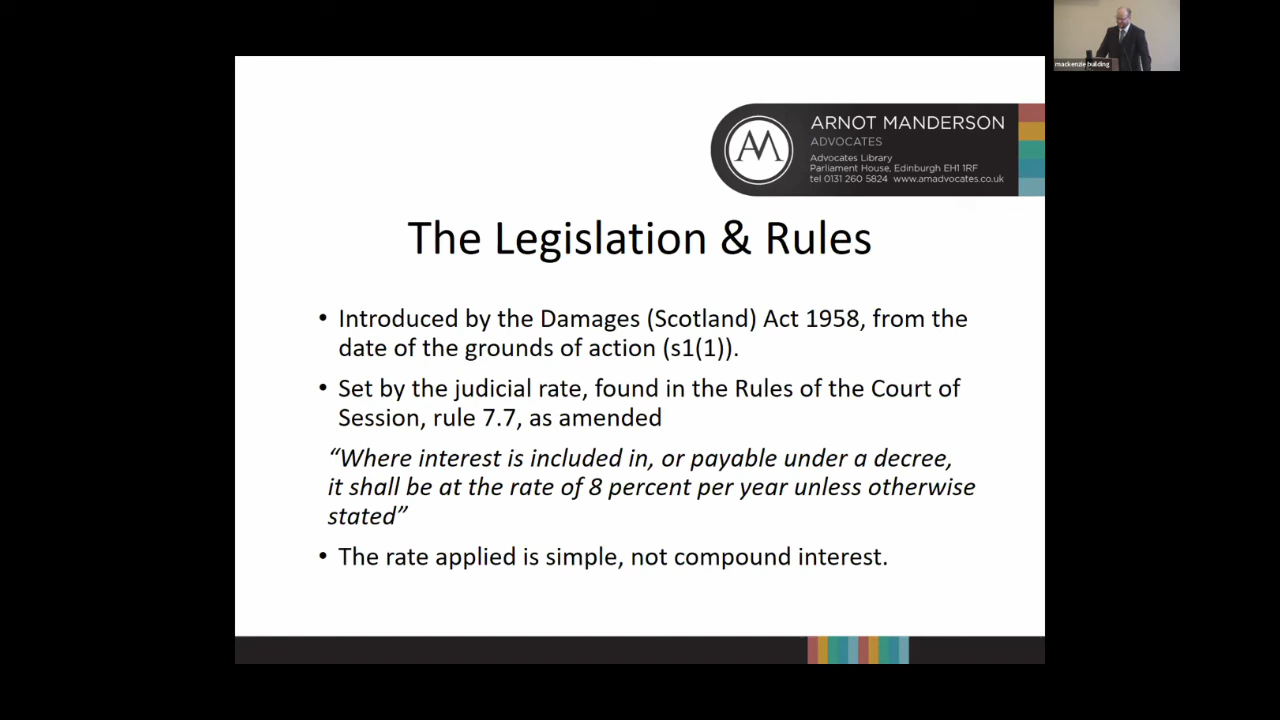 mackenzie building
AM
ARNOT MANDERSON
ADVOCATES
Advocates Library
Parliament House, Edinburgh EH1 1RF
tel 0131 260 5824 www.amadvocates.co.uk
The Legislation & Rules
• Introduced by the Damages (Scotland) Act 1958, from the
date of the grounds of action (s1(1)).
• Set by the judicial rate, found in the Rules of the Court of
Session, rule 7.7, as amended
“Where interest is included in, or payable under a decree,
it shall be at the rate of 8 percent per year unless otherwise
stated”
• The rate applied is simple, not compound interest.